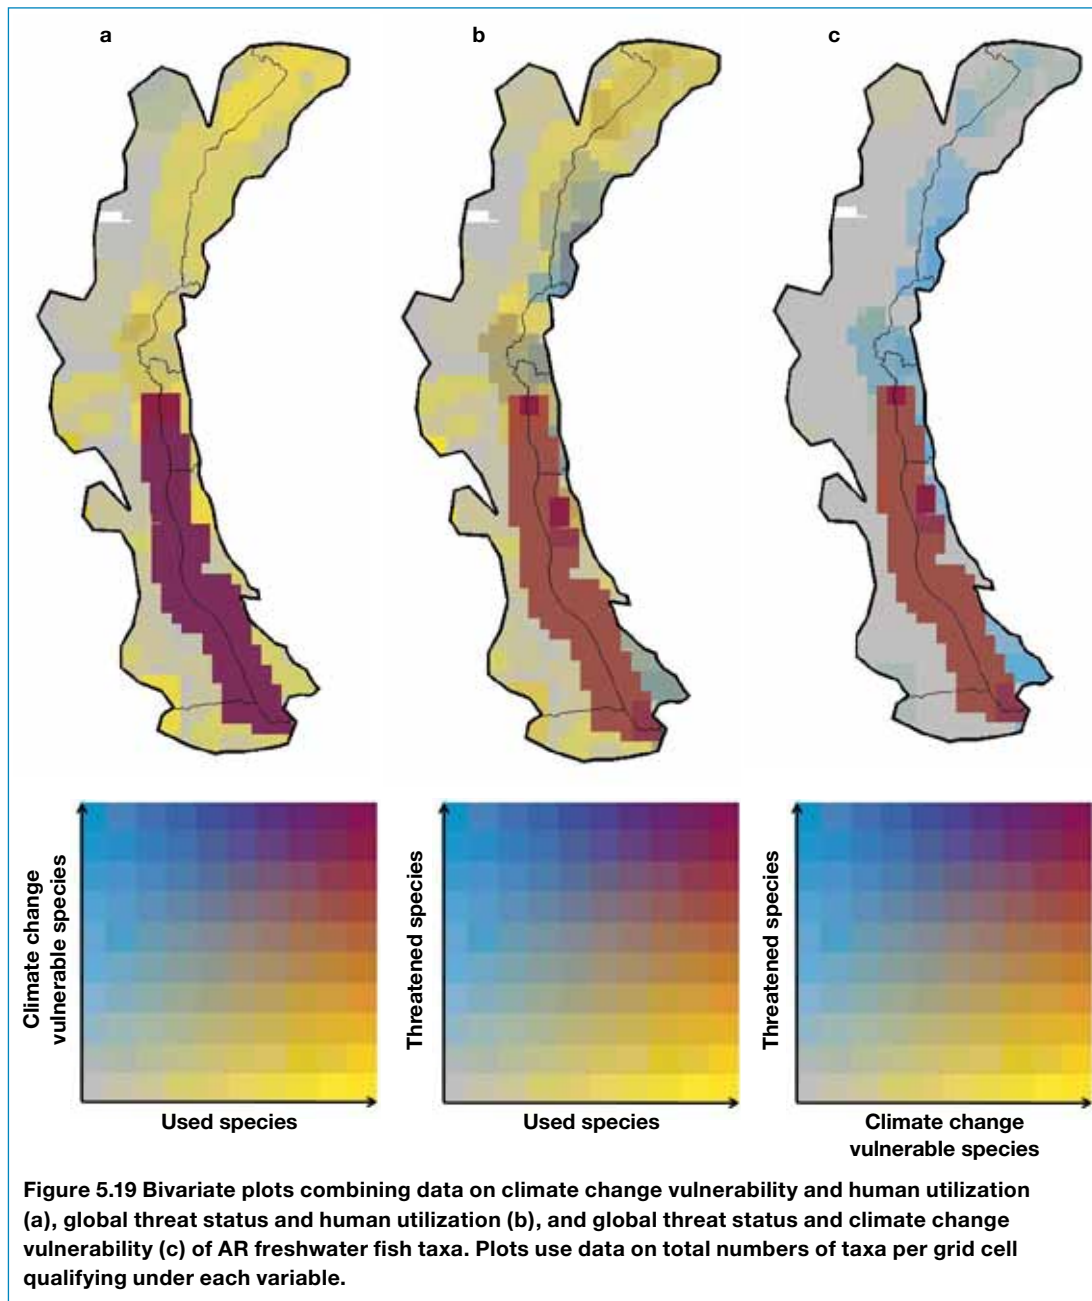 a
b
c
Climate change
vulnerable species
Used species
Threatened species
Used species
Threatened species
Climate change
vulnerable species
Figure 5.19 Bivariate plots combining data on climate change vulnerability and human utilization
(a), global threat status and human utilization (b), and global threat status and climate change
vulnerability (c) of AR freshwater fish taxa. Plots use data on total numbers of taxa per grid cell
qualifying under each variable.